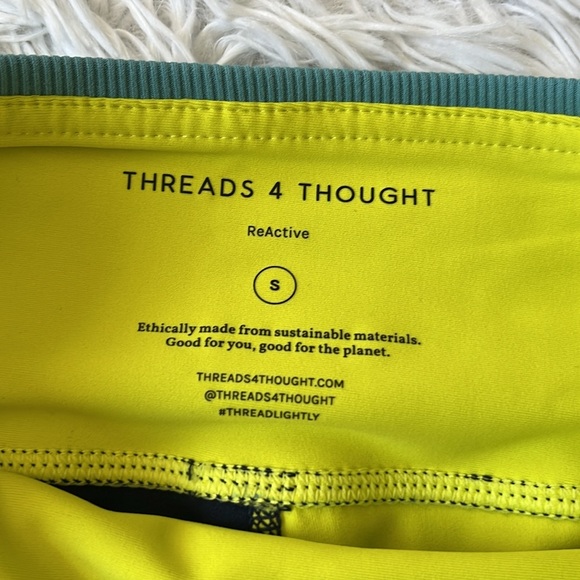 THREADS 4 THOUGHT
ReActive
S
Ethically made from sustainable materials.
Good for you, good for the planet.
THREADS4THOUGHT.COM
@THREADS4THOUGHT
#THREADLIGHTLY